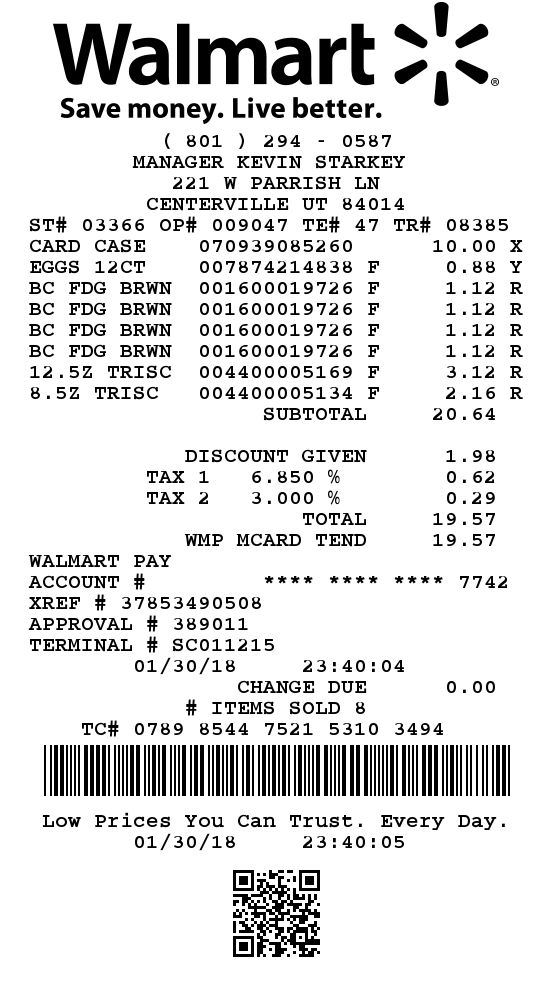 Walmart
®
Save money. Live better.
( 801 ) 294 - 0587
MANAGER KEVIN STARKEY
221 W PARRISH LN
CENTERVILLE UT 84014
ST# 03366 OP# 009047 TE# 47 TR# 08385
CARD CASE 070939085260 10.00 X
EGGS 12CT 007874214838 F 0.88 Y
BC FDG BRWN 001600019726 F 1.12 R
BC FDG BRWN 001600019726 F 1.12 R
BC FDG BRWN 001600019726 F 1.12 R
BC FDG BRWN 001600019726 F 1.12 R
12.5Z TRISC 004400005169 F 3.12 R
8.5Z TRISC 004400005134 F 2.16 R
SUBTOTAL 20.64
DISCOUNT GIVEN 1.98
TAX 1 6.850 % 0.62
TAX 2 3.000 % 0.29
TOTAL 19.57
WMP MCARD TEND 19.57
WALMART PAY
ACCOUNT # **** **** **** 7742
XREF # 37853490508
APPROVAL # 389011
TERMINAL # SC011215
01/30/18 23:40:04
CHANGE DUE 0.00
# ITEMS SOLD 8
TC# 0789 8544 7521 5310 3494
Low Prices You Can Trust. Every Day.
01/30/18 23:40:05